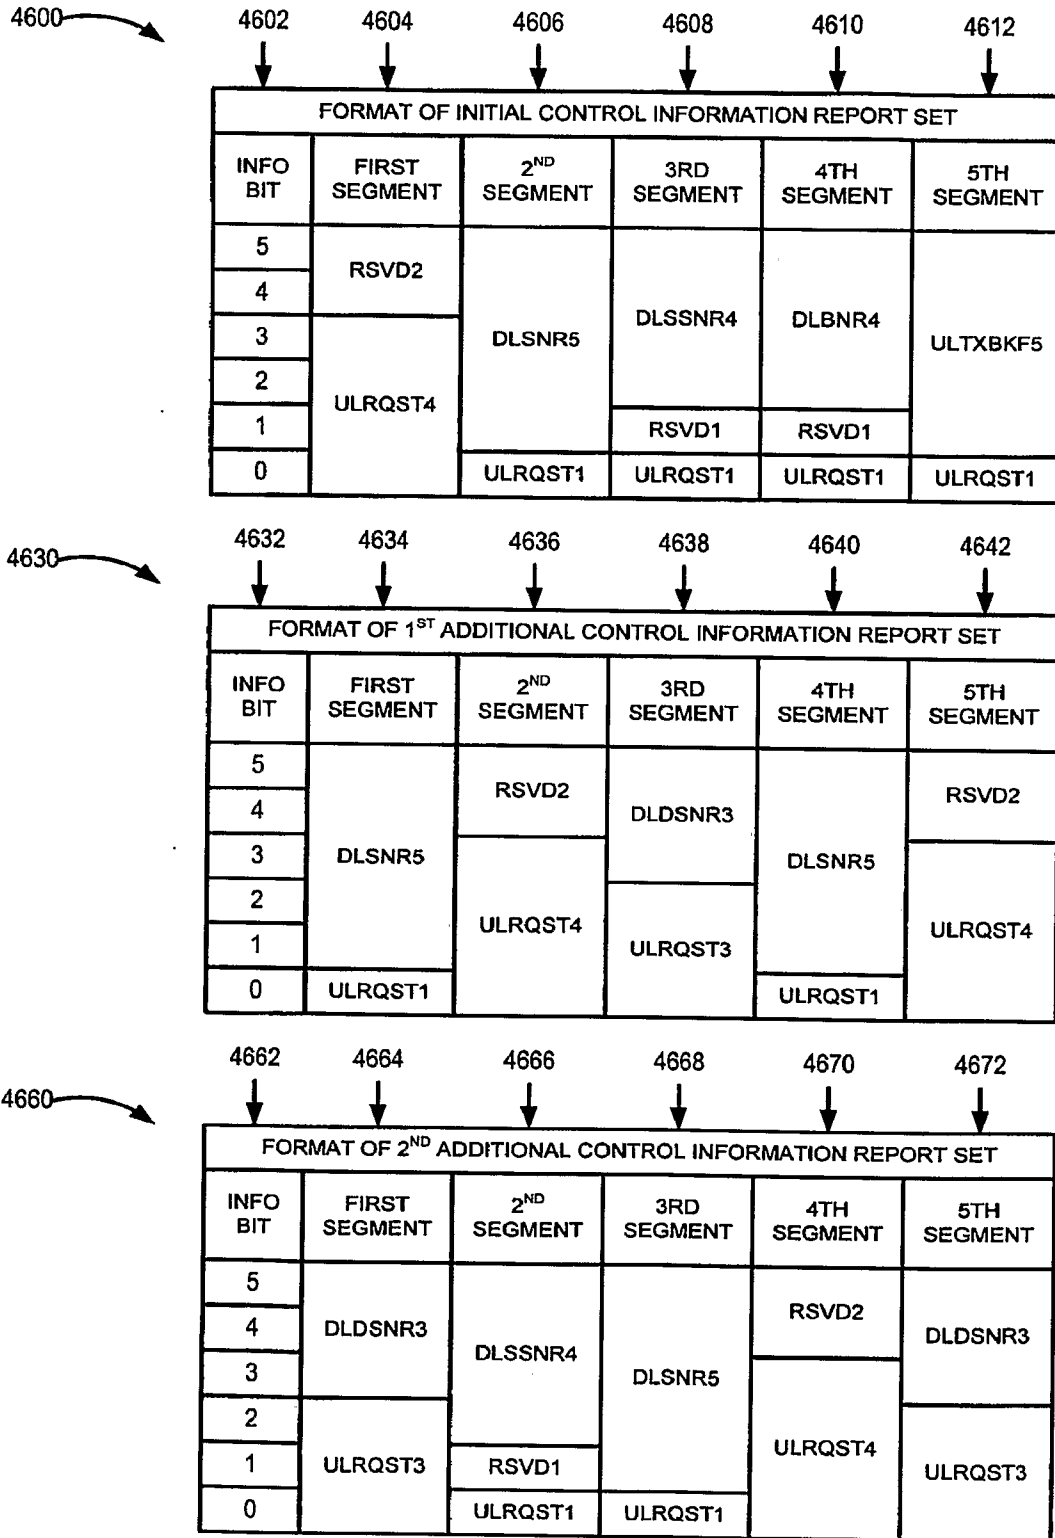 4600 4602 4604 4606 4608 4610 4612
FORMAT OF INITIAL CONTROL INFORMATION REPORT SET
INFO BIT FIRST SEGMENT 2ND SEGMENT 3RD SEGMENT 4TH SEGMENT 5TH SEGMENT
5
RSVD2
4
3
DLSNR5
DLSSNR4
DLBNR4
ULTXBKF5
2
ULRQST4
1
RSVD1 RSVD1
0
ULRQST1 ULRQST1 ULRQST1 ULRQST1
4630 4632 4634 4636 4638 4640 4642
FORMAT OF 1ST ADDITIONAL CONTROL INFORMATION REPORT SET
INFO BIT FIRST SEGMENT 2ND SEGMENT 3RD SEGMENT 4TH SEGMENT 5TH SEGMENT
5
RSVD2
RSVD2
4
DLDSNR3
3
DLSNR5
DLSNR5
2
ULRQST4
ULRQST4
1
ULRQST3
0
ULRQST1
ULRQST1
4660 4662 4664 4666 4668 4670 4672
FORMAT OF 2ND ADDITIONAL CONTROL INFORMATION REPORT SET
INFO BIT FIRST SEGMENT 2ND SEGMENT 3RD SEGMENT 4TH SEGMENT 5TH SEGMENT
5
RSVD2
4
DLDSNR3
DLDSNR3
3
DLSSNR4
DLSNR5
2
ULRQST4
1
ULRQST3
RSVD1
ULRQST3
0
ULRQST1 ULRQST1